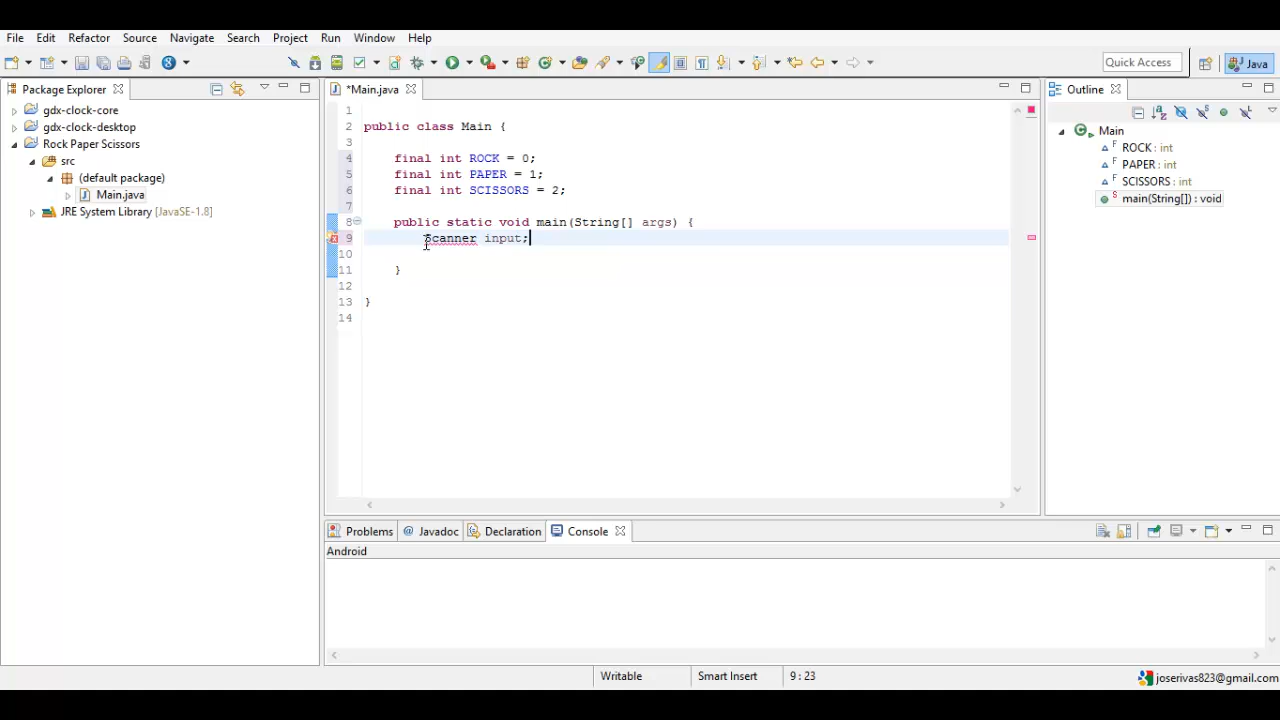 File Edit Refactor Source Navigate Search Project Run Window Help
Quick Access Java
Package Explorer
gdx-clock-core
gdx-clock-desktop
Rock Paper Scissors
src
(default package)
Main.java
JRE System Library [JavaSE-1.8]
*Main.java
1
2 public class Main {
3
4 final int ROCK = 0;
5 final int PAPER = 1;
6 final int SCISSORS = 2;
7
8 public static void main(String[] args) {
9 Scanner input;
10
11 }
12
13 }
14
Outline
Main
ROCK : int
PAPER : int
SCISSORS : int
main(String[]) : void
Problems @ Javadoc Declaration Console
Android
Writable Smart Insert 9 : 23 joserivas823@gmail.com